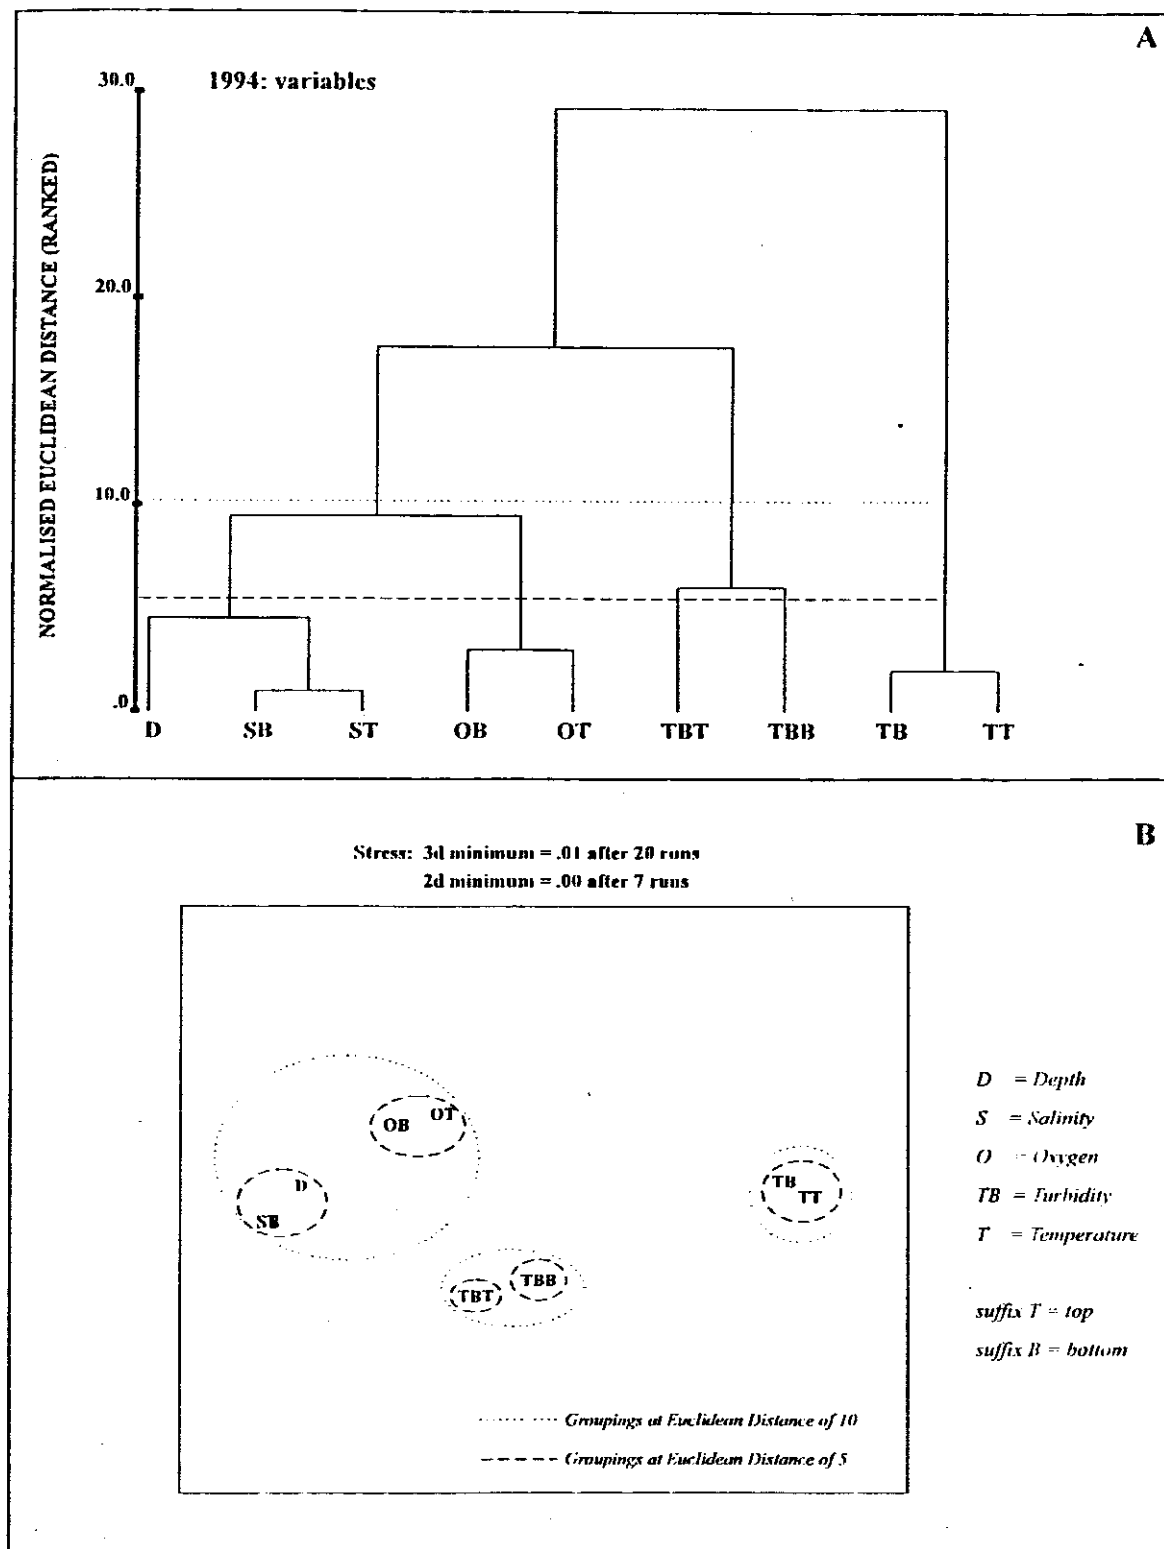 A
30.0
1994: variables
NORMALISED EUCLIDEAN DISTANCE (RANKED)
20.0
10.0
.0
D SB ST OB OT TBT TBB TB TT
B
Stress: 3d minimum = .01 after 20 runs
2d minimum = .00 after 7 runs
OB OT
D
TB
TT
TBB
TBT
D = Depth
S = Salinity
O = Oxygen
TB = Turbidity
T = Temperature
suffix T = top
suffix B = bottom
Groupings at Euclidean Distance of 10
Groupings at Euclidean Distance of 5